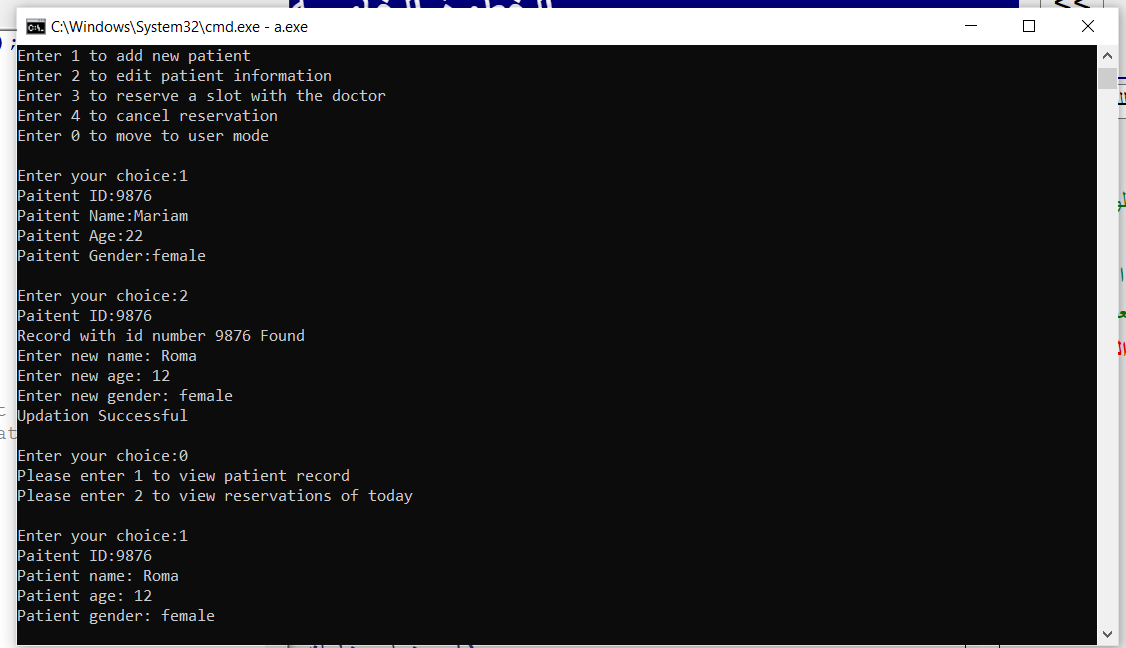 C:\Windows\System32\cmd.exe - a.exe
Enter 1 to add new patient
Enter 2 to edit patient information
Enter 3 to reserve a slot with the doctor
Enter 4 to cancel reservation
Enter 0 to move to user mode
Enter your choice:1
Paitent ID:9876
Paitent Name:Mariam
Paitent Age:22
Paitent Gender:female
Enter your choice:2
Paitent ID:9876
Record with id number 9876 Found
Enter new name: Roma
Enter new age: 12
Enter new gender: female
Updation Successful
Enter your choice:0
Please enter 1 to view patient record
Please enter 2 to view reservations of today
Enter your choice:1
Paitent ID:9876
Patient name: Roma
Patient age: 12
Patient gender: female